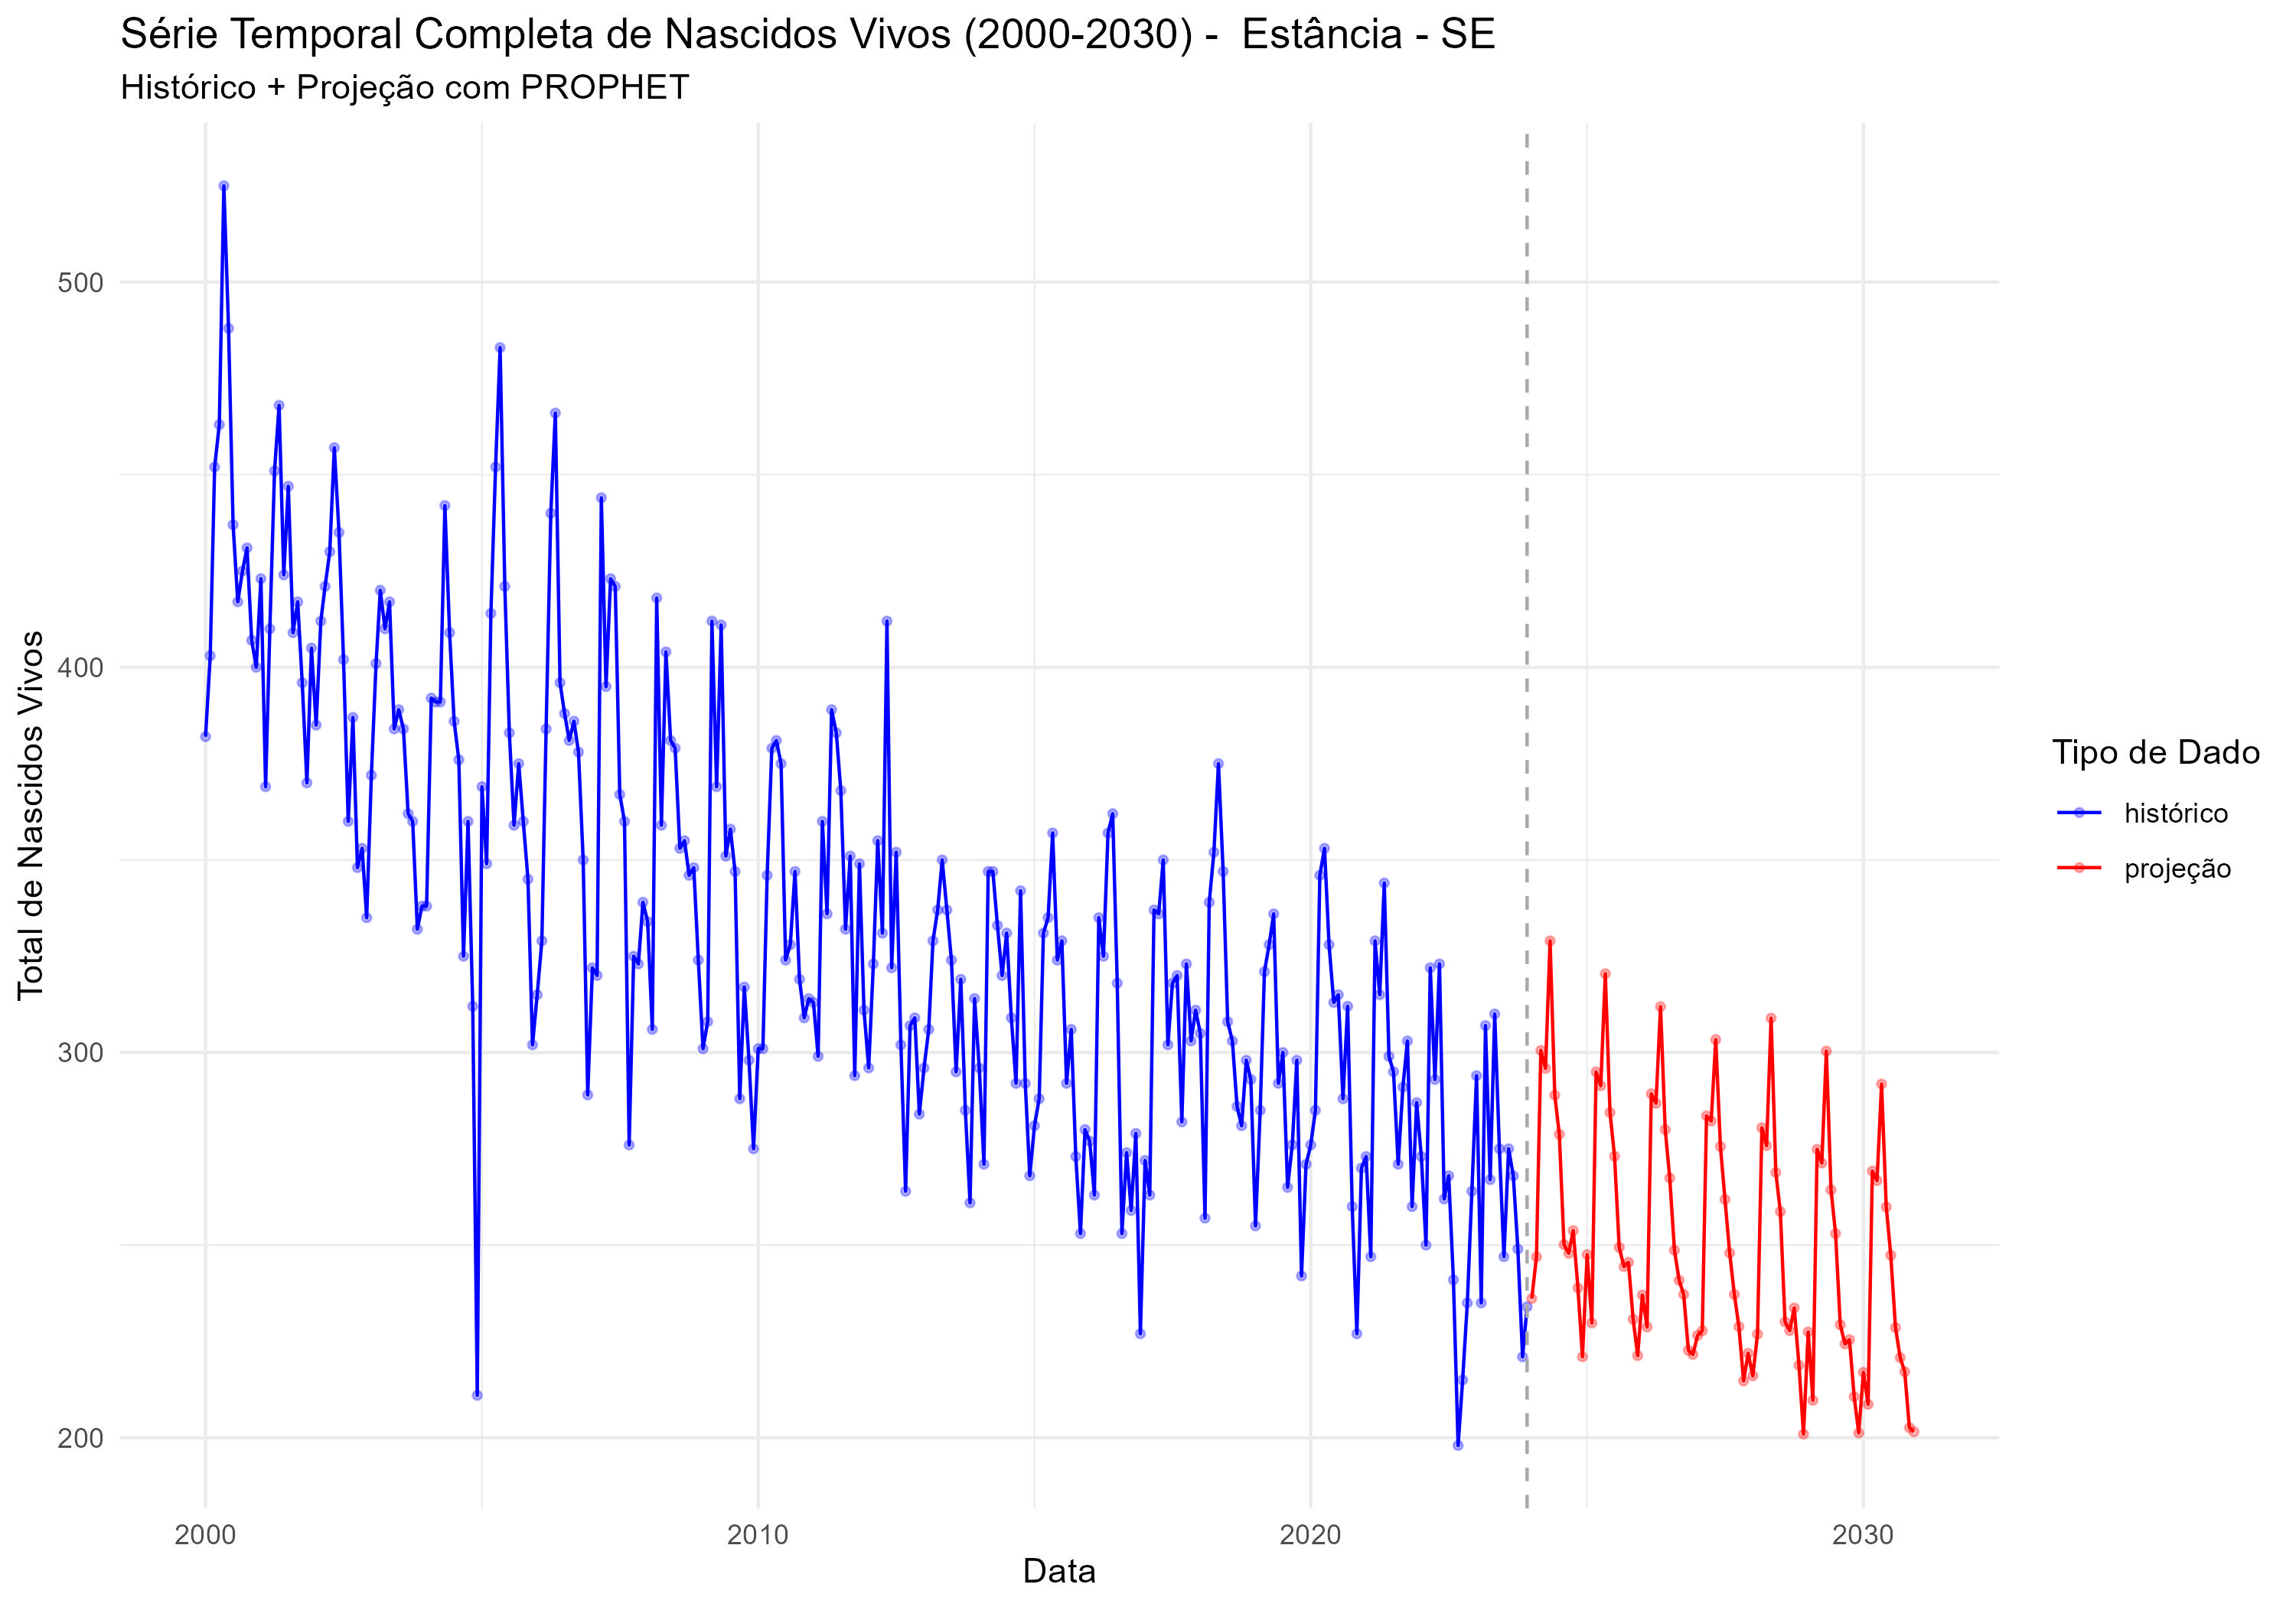 Série Temporal Completa de Nascidos Vivos (2000-2030) -  Estância - SE
Histórico + Projeção com PROPHET
Total de Nascidos Vivos
500
400
300
200
2000
2010
2020
2030
Data
Tipo de Dado
histórico
projeção